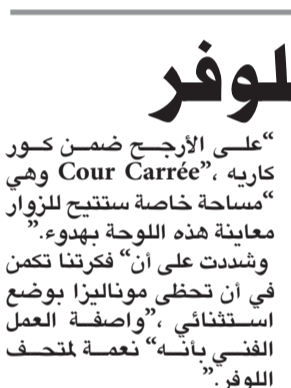 لوفر
“على الأرجح ضمن كور
كاريه ،”Cour Carrée وهي
“مساحة خاصة ستتيح للزوار
معاينة هذه اللوحة بهدوء.”
وشددت على أن“ فكرتنا تكمن
في أن تحظى موناليزا بوضع
استثنائي ،”واصفة العمل
الفني بأنه“ نعمة لمتحف
اللوفر.”